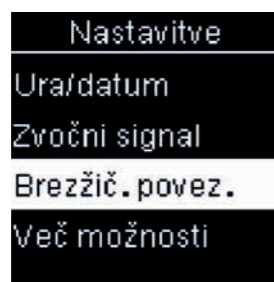 Nastavitve
Ura/datum
Zvočni signal
Brezžič.povez.
Več možnosti